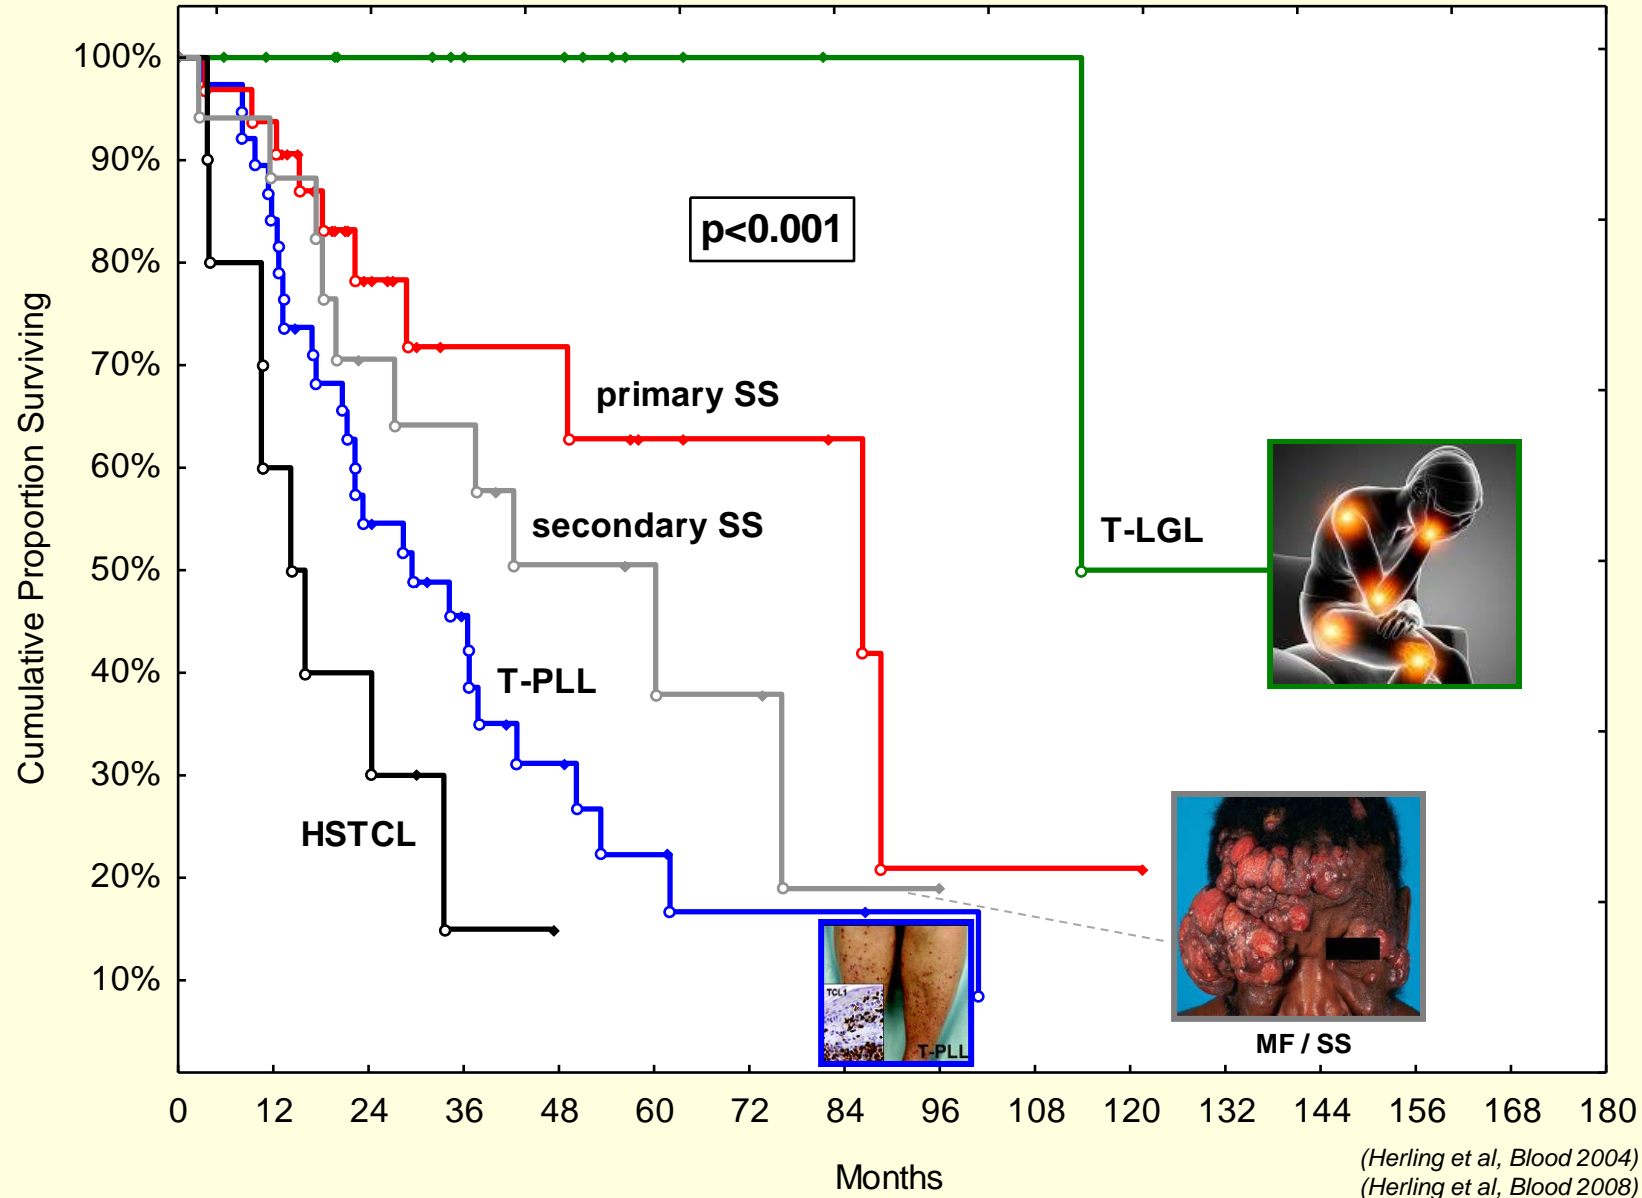 Cumulative Proportion Surviving
100%
90%
80%
70%
60%
50%
40%
30%
20%
10%
p<0.001
primary SS
secondary SS
T-LGL
T-PLL
HSTCL
TCL1
T-PLL
MF / SS
0 12 24 36 48 60 72 84 96 108 120 132 144 156 168 180
Months
(Herling et al, Blood 2004)
(Herling et al, Blood 2008)